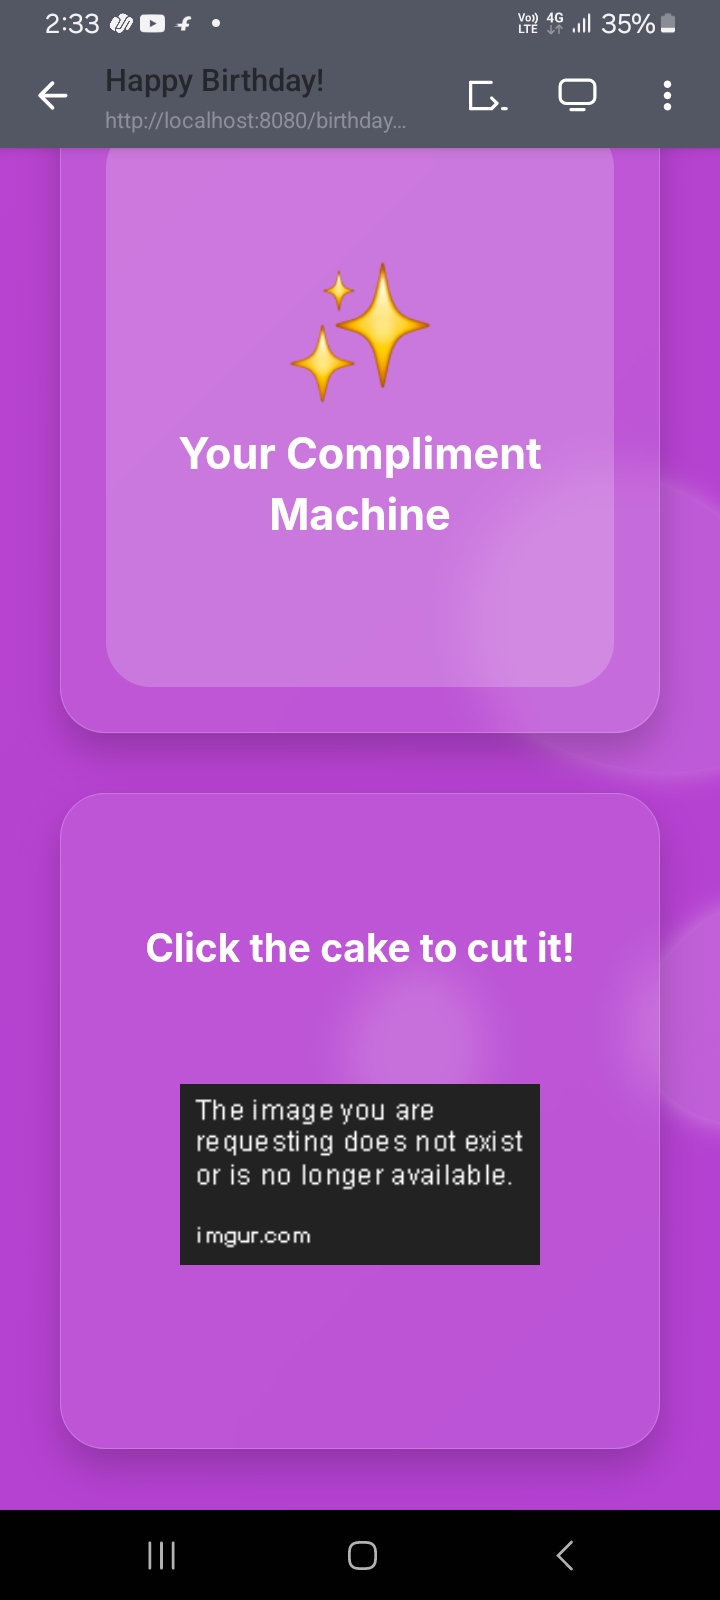 2:33
Vo)) LTE 4G 35%
Happy Birthday!
http://localhost:8080/birthday...
Your Compliment
Machine
Click the cake to cut it!
The image you are
requesting does not exist
or is no longer available.
imgur.com